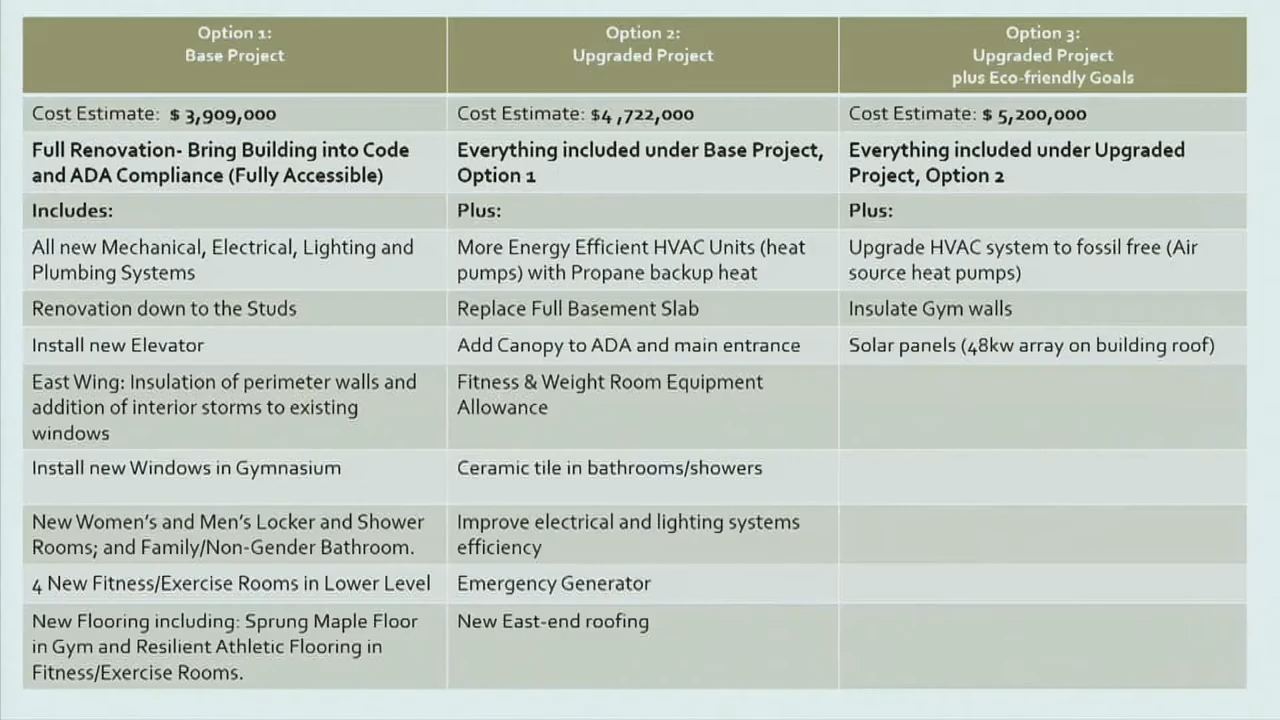 Option 1:
Base Project
Option 2:
Upgraded Project
Option 3:
Upgraded Project
plus Eco-friendly Goals
Cost Estimate: $ 3,909,000
Cost Estimate: $4 ,722,000
Cost Estimate: $ 5,200,000
Full Renovation- Bring Building into Code
and ADA Compliance (Fully Accessible)
Everything included under Base Project,
Option 1
Everything included under Upgraded
Project, Option 2
Includes:
Plus:
Plus:
All new Mechanical, Electrical, Lighting and
Plumbing Systems
More Energy Efficient HVAC Units (heat
pumps) with Propane backup heat
Upgrade HVAC system to fossil free (Air
source heat pumps)
Renovation down to the Studs
Replace Full Basement Slab
Insulate Gym walls
Install new Elevator
Add Canopy to ADA and main entrance
Solar panels (48kw array on building roof)
East Wing: Insulation of perimeter walls and
addition of interior storms to existing
windows
Fitness & Weight Room Equipment
Allowance
Install new Windows in Gymnasium
Ceramic tile in bathrooms/showers
New Women's and Men's Locker and Shower
Rooms; and Family/Non-Gender Bathroom.
Improve electrical and lighting systems
efficiency
4 New Fitness/Exercise Rooms in Lower Level
Emergency Generator
New Flooring including: Sprung Maple Floor
in Gym and Resilient Athletic Flooring in
Fitness/Exercise Rooms.
New East-end roofing